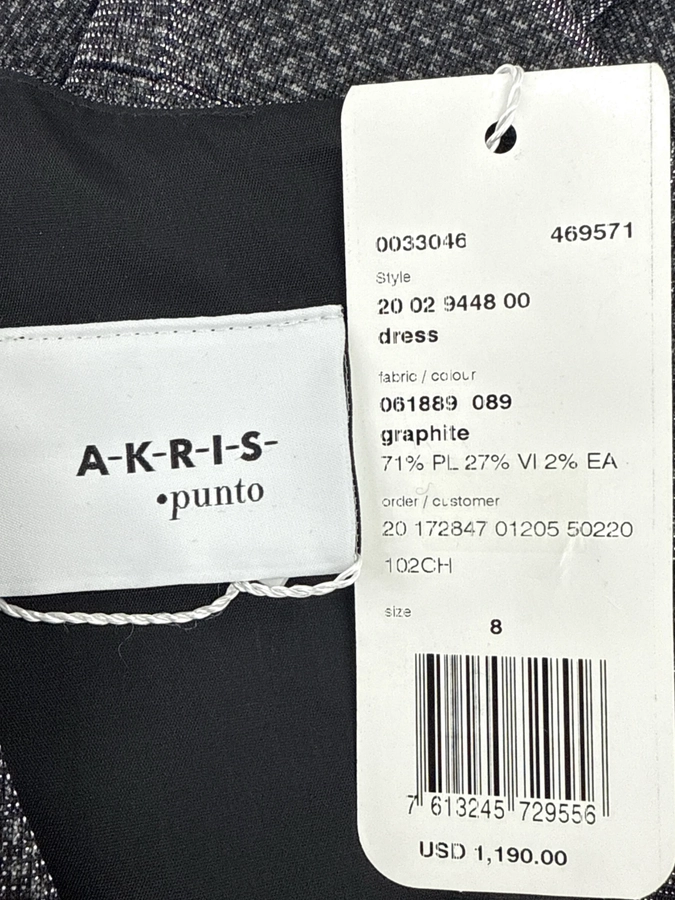 A-K-R-I-S-
•punto
0033046 469571
Style
20 02 9448 00
dress
fabric / colour
061889 089
graphite
71% PL 27% VI 2% EA
order / customer
20 172847 01205 50220
102CH
size
8
7 613245 729556
USD 1,190.00